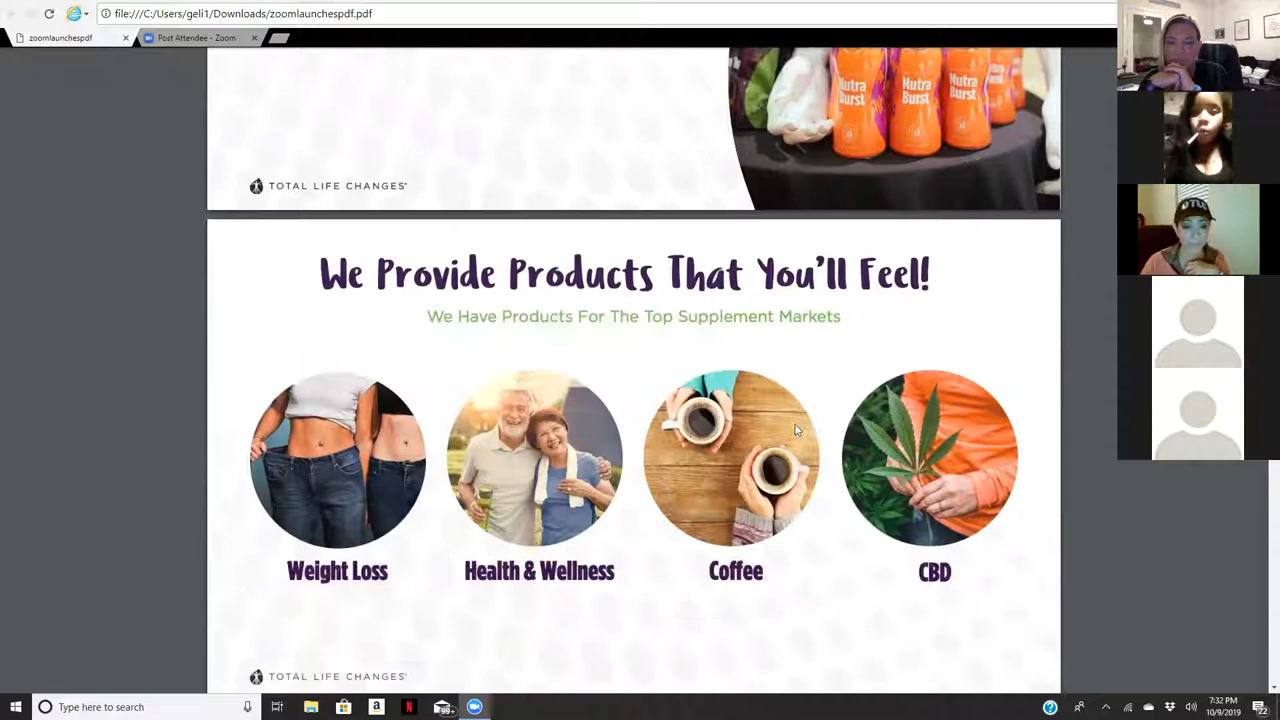 file:///C:/Users/geli1/Downloads/zoomlaunchespdf.pdf
zoomlaunchespdf
Post Attendee - Zoom
Nutra Burst
Nutra Burst
Nutra Burst
TOTAL LIFE CHANGES®
We Provide Products That You'll Feel!
We Have Products For The Top Supplement Markets
Weight Loss
Health & Wellness
Coffee
CBD
TOTAL LIFE CHANGES®
Type here to search
99+
7:32 PM
10/9/2019
22